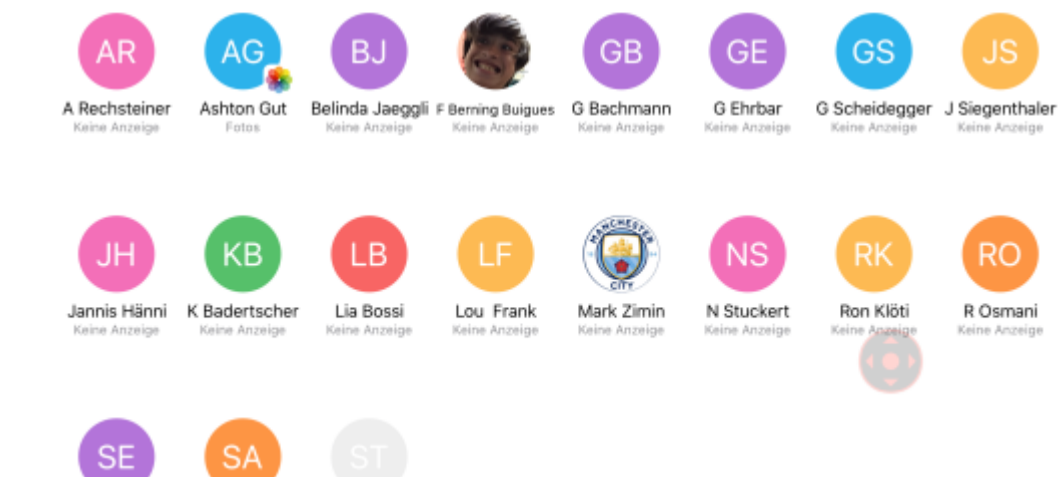 AR AG BJ GB GE GS JS
A Rechsteiner Ashton Gut Belinda Jaeggli F Berning Buigues G Bachmann G Ehrbar G Scheidegger J Siegenthaler
Keine Anzeige Fotos Keine Anzeige Keine Anzeige Keine Anzeige Keine Anzeige Keine Anzeige Keine Anzeige
JH KB LB LF MANCHESTER CITY NS RK RO
Jannis Hänni K Badertscher Lia Bossi Lou Frank Mark Zimin N Stuckert Ron Klöti R Osmani
Keine Anzeige Keine Anzeige Keine Anzeige Keine Anzeige Keine Anzeige Keine Anzeige Keine Anzeige Keine Anzeige
SE SA ST